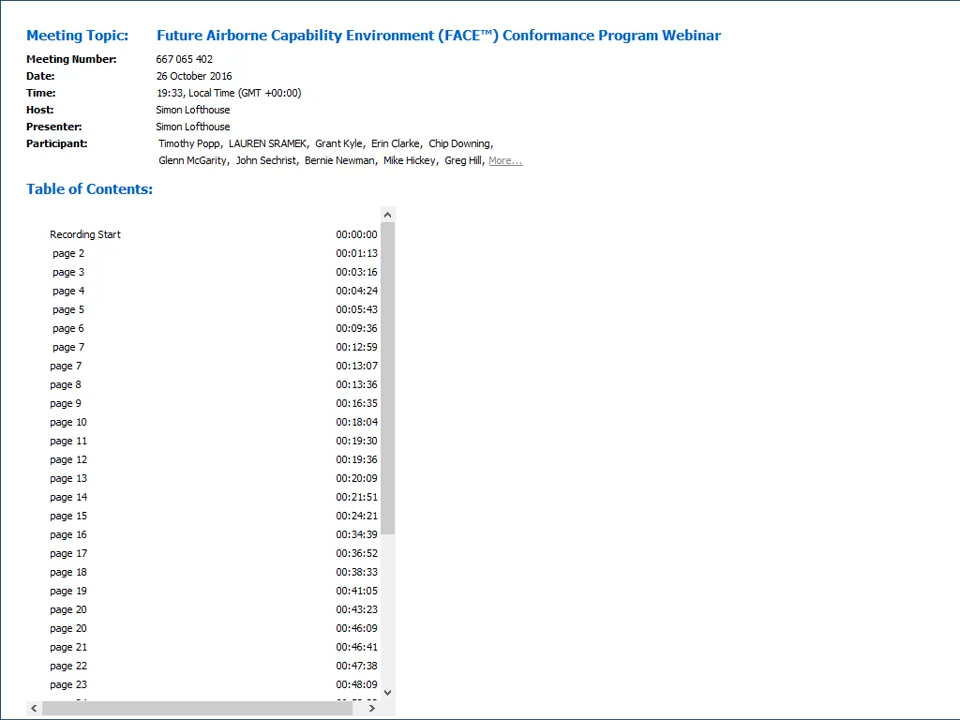 Meeting Topic: Future Airborne Capability Environment (FACE™) Conformance Program Webinar
Meeting Number: 667 065 402
Date: 26 October 2016
Time: 19:33, Local Time (GMT +00:00)
Host: Simon Lofthouse
Presenter: Simon Lofthouse
Participant: Timothy Popp, LAUREN SRAMEK, Grant Kyle, Erin Clarke, Chip Downing,
Glenn McGarity, John Sechrist, Bernie Newman, Mike Hickey, Greg Hill, More...
Table of Contents:
Recording Start 00:00:00
page 2 00:01:13
page 3 00:03:16
page 4 00:04:24
page 5 00:05:43
page 6 00:09:36
page 7 00:12:59
page 7 00:13:07
page 8 00:13:36
page 9 00:16:35
page 10 00:18:04
page 11 00:19:30
page 12 00:19:36
page 13 00:20:09
page 14 00:21:51
page 15 00:24:21
page 16 00:34:39
page 17 00:36:52
page 18 00:38:33
page 19 00:41:05
page 20 00:43:23
page 20 00:46:09
page 21 00:46:41
page 22 00:47:38
page 23 00:48:09